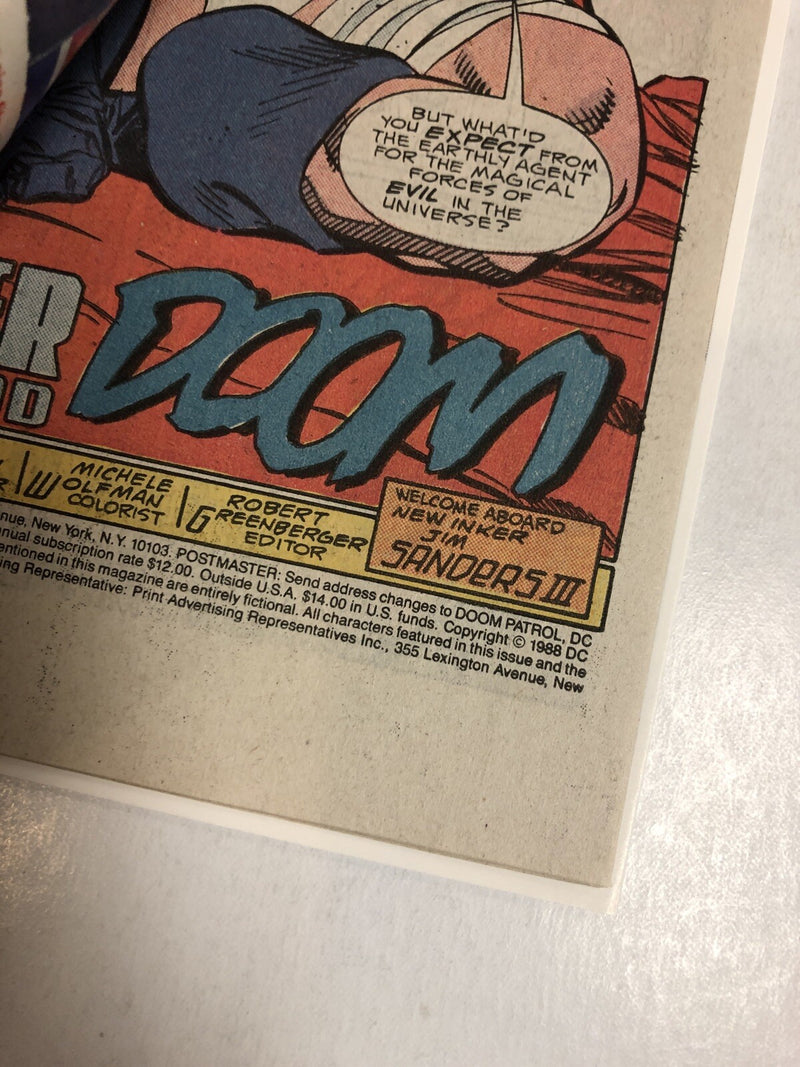 BUT WHAT'D
YOU EXPECT FROM
THE EARTHLY AGENT
FOR THE MAGICAL
FORCES OF
EVIL IN THE
UNIVERSE?
DOOM
MICHELE
WOLFMAN
COLORIST
ROBERT
GREENBERGER
EDITOR
WELCOME ABOARD
NEW INKER
JIM
SANDERS III
New York, N.Y. 10103. POSTMASTER: Send address changes to DOOM PATROL, DC
subscription rate $12.00. Outside U.S.A. $14.00 in U.S. funds. Copyright © 1988 DC
in this magazine are entirely fictional. All characters featured in this issue and the
Representative: Print Advertising Representatives Inc., 355 Lexington Avenue, New